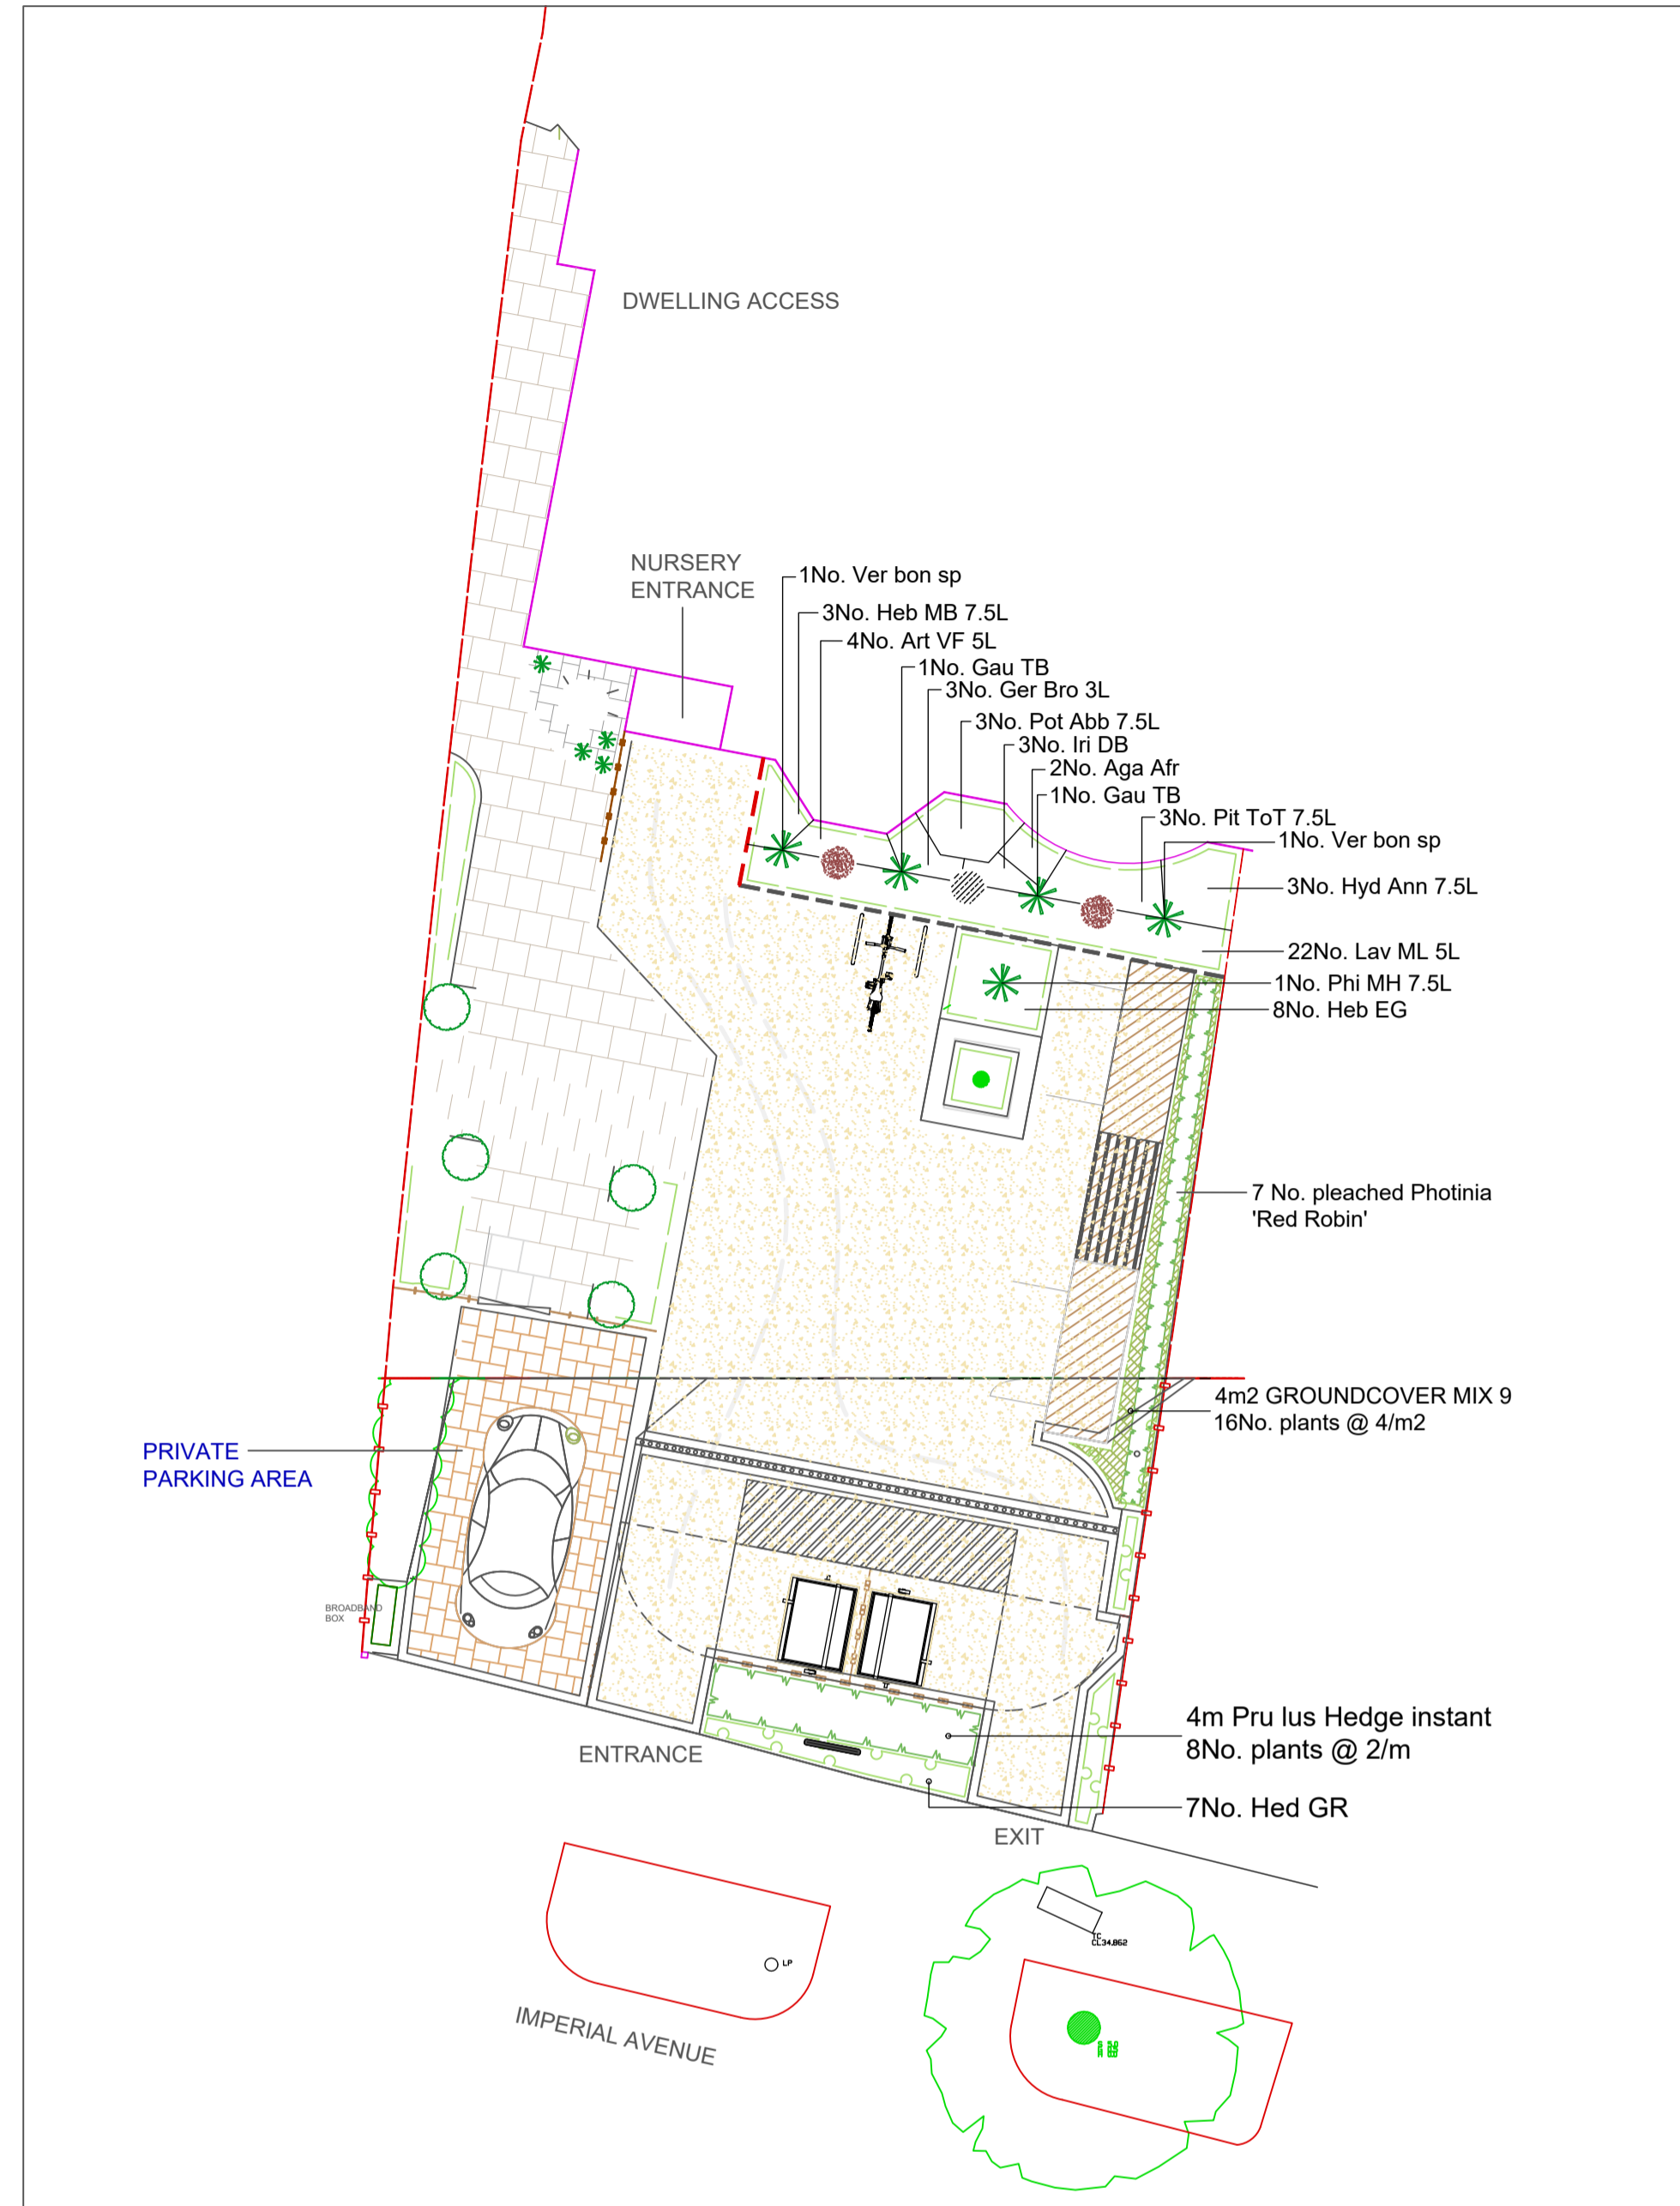 DWELLING ACCESS
NURSERY
ENTRANCE
1No. Ver bon sp
3No. Heb MB 7.5L
4No. Art VF 5L
1No. Gau TB
3No. Ger Bro 3L
3No. Pot Abb 7.5L
3No. Iri DB
2No. Aga Afr
1No. Gau TB
3No. Pit ToT 7.5L
1No. Ver bon sp
3No. Hyd Ann 7.5L
22No. Lav ML 5L
1No. Phi MH 7.5L
8No. Heb EG
7 No. pleached Photinia
'Red Robin'
4m2 GROUNDCOVER MIX 9
16No. plants @ 4/m2
PRIVATE
PARKING AREA
BROADBAND
BOX
4m Pru lus Hedge instant
8No. plants @ 2/m
ENTRANCE
7No. Hed GR
EXIT
TC
CL34.862
LP
IMPERIAL AVENUE